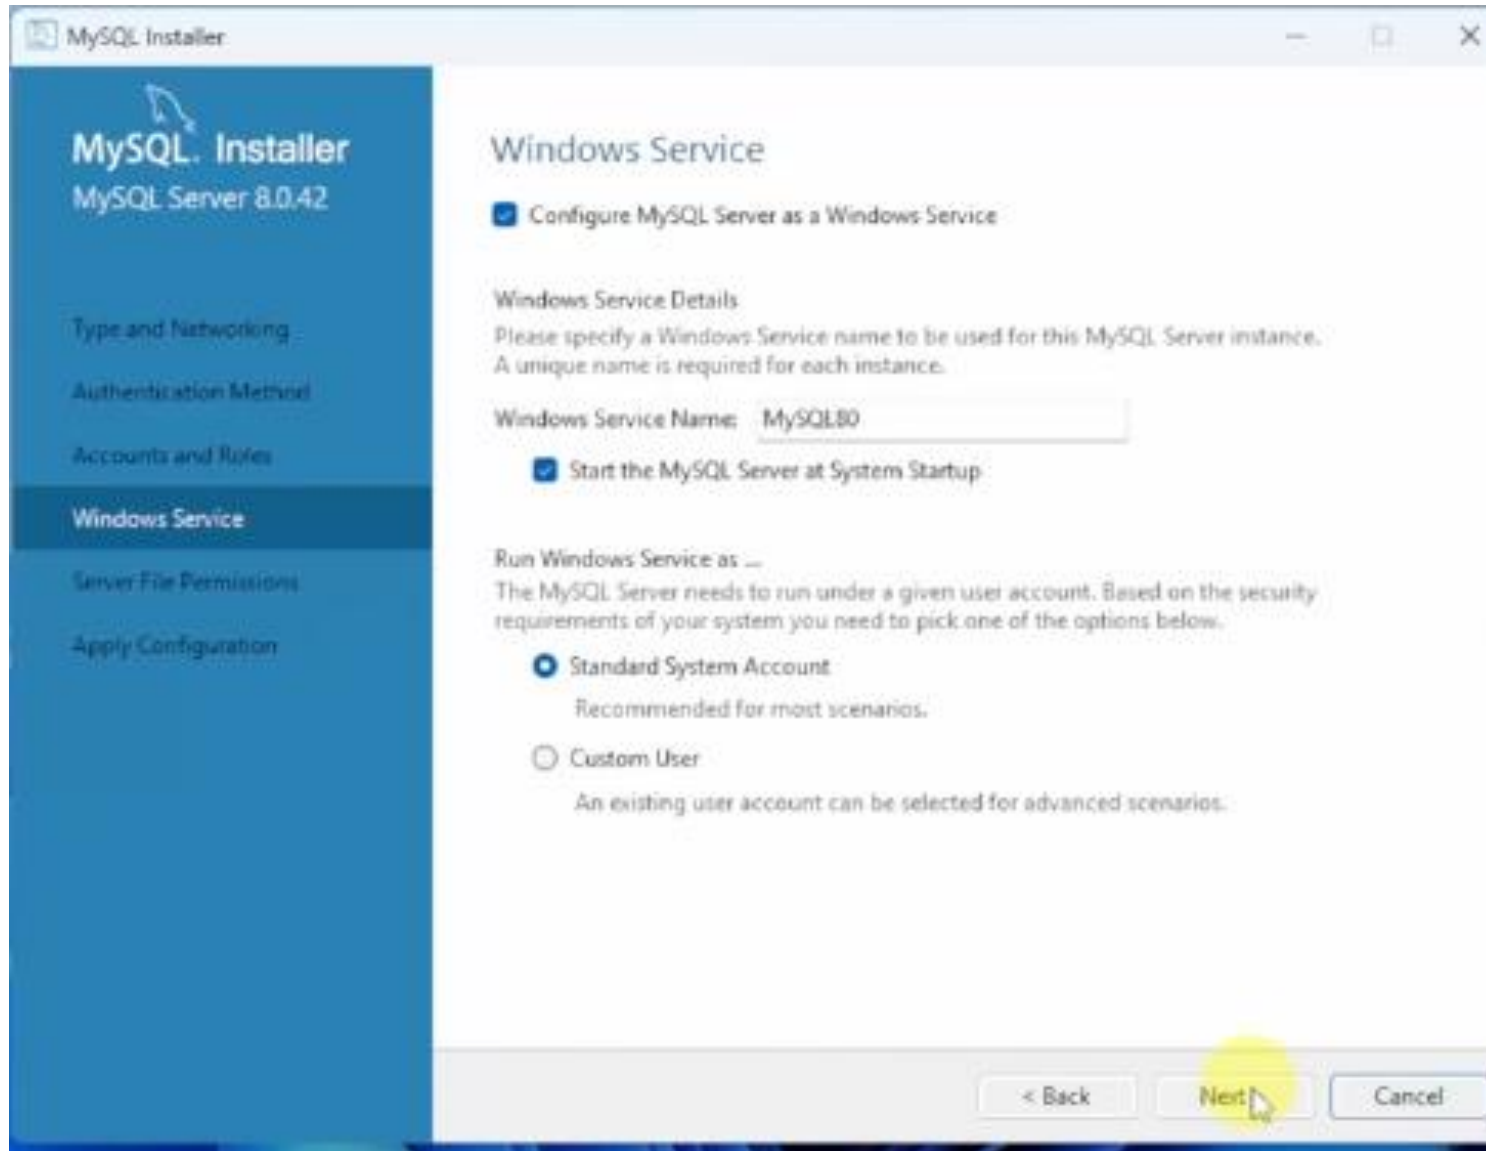 MySQL Installer
MySQL. Installer
MySQL Server 8.0.42
Type and Networking
Authentication Method
Accounts and Roles
Windows Service
Server File Permissions
Apply Configuration
Windows Service
Configure MySQL Server as a Windows Service
Windows Service Details
Please specify a Windows Service name to be used for this MySQL Server instance.
A unique name is required for each instance.
Windows Service Name: MySQL80
Start the MySQL Server at System Startup
Run Windows Service as ...
The MySQL Server needs to run under a given user account. Based on the security
requirements of your system you need to pick one of the options below.
Standard System Account
Recommended for most scenarios.
Custom User
An existing user account can be selected for advanced scenarios.
< Back Next Cancel